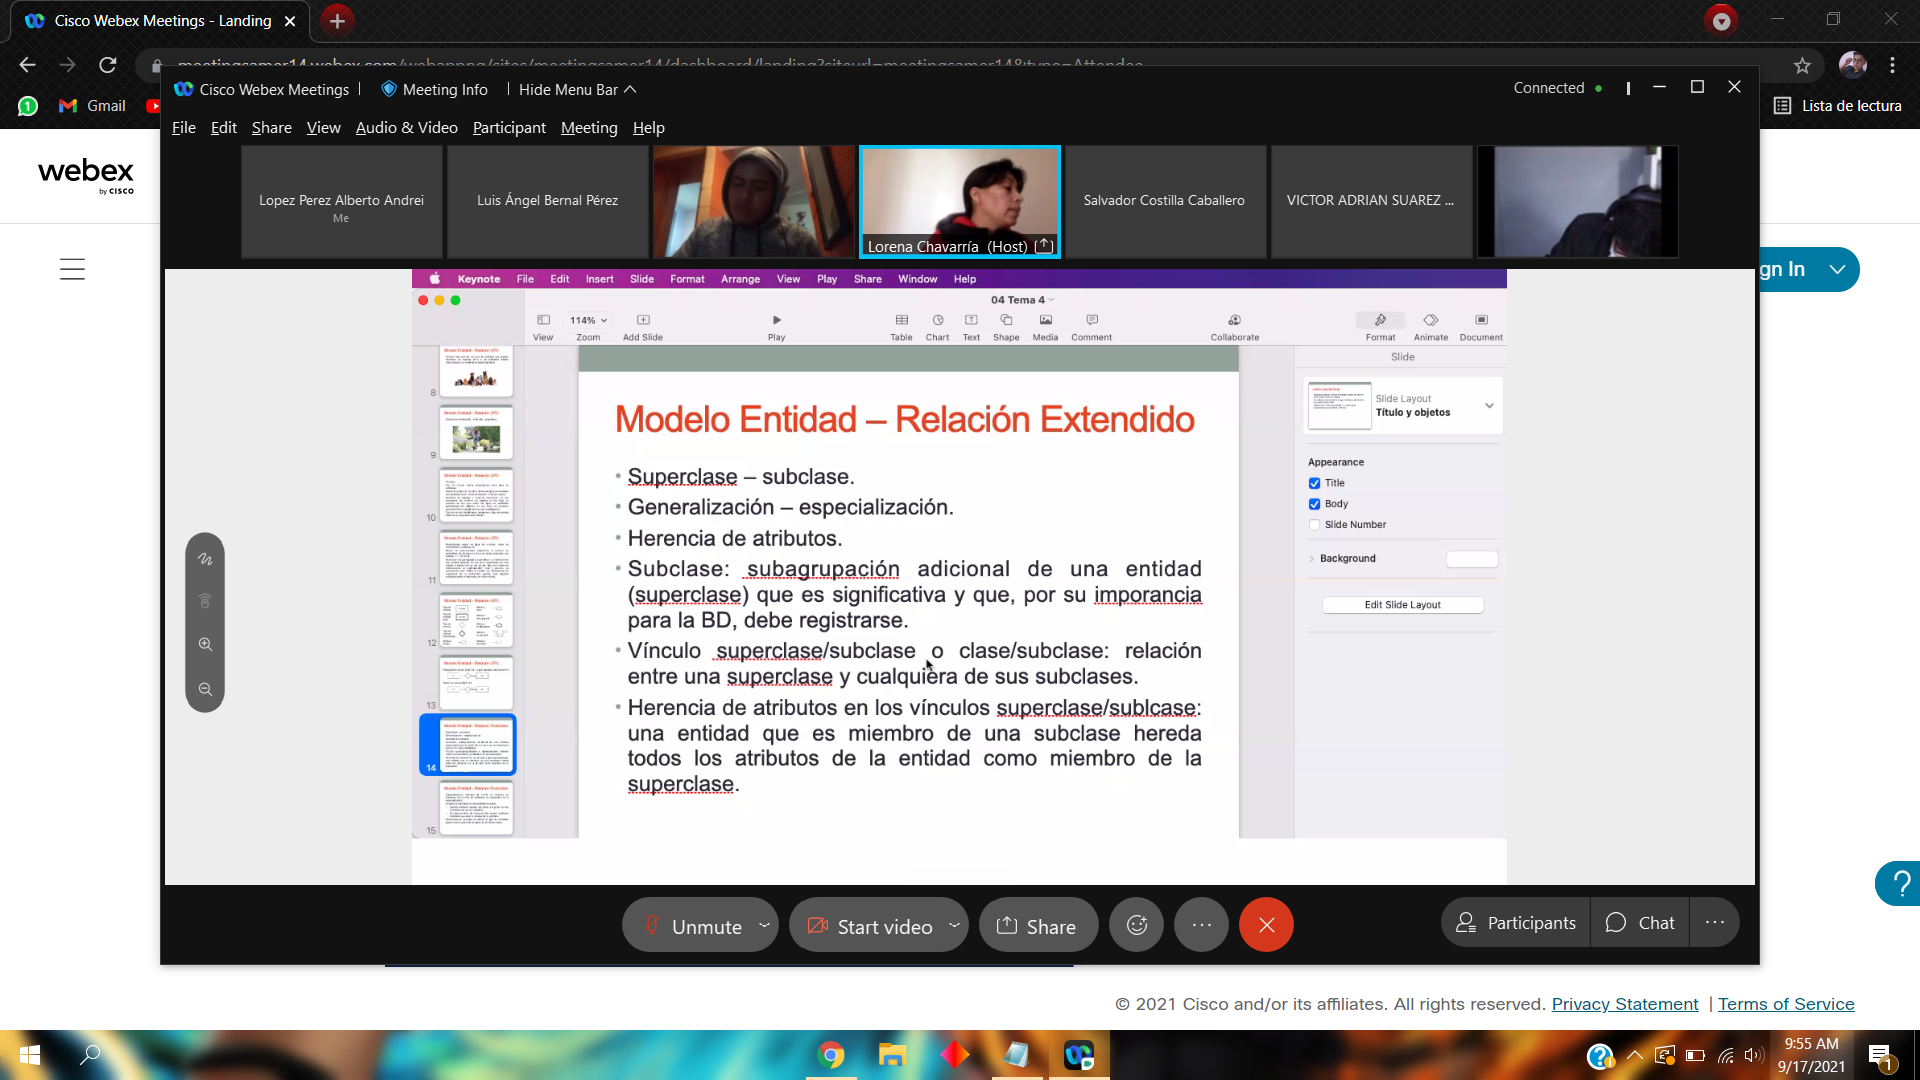 Cisco Webex Meetings - Landing
Gmail
Lista de lectura
Cisco Webex Meetings
Meeting Info
Hide Menu Bar
Connected
File Edit Share View Audio & Video Participant Meeting Help
webex
by CISCO
Lopez Perez Alberto Andrei
Me
Luis Ángel Bernal Pérez
Lorena Chavarría (Host)
Salvador Costilla Caballero
VICTOR ADRIAN SUAREZ ...
gn In
Keynote File Edit Insert Slide Format Arrange View Play Share Window Help
04 Tema 4
114%
View Zoom Add Slide Play Table Chart Text Shape Media Comment Collaborate Format Animate Document
8
9
10
11
12
13
14
15
Modelo Entidad – Relación Extendido
• Superclase – subclase.
• Generalización – especialización.
• Herencia de atributos.
• Subclase: subagrupación adicional de una entidad
(superclase) que es significativa y que, por su imporancia
para la BD, debe registrarse.
• Vínculo superclase/subclase o clase/subclase: relación
entre una superclase y cualquiera de sus subclases.
• Herencia de atributos en los vínculos superclase/sublcase:
una entidad que es miembro de una subclase hereda
todos los atributos de la entidad como miembro de la
superclase.
Slide
Slide Layout
Título y objetos
Appearance
Title
Body
Slide Number
Background
Edit Slide Layout
Unmute
Start video
Share
Participants
Chat
?
© 2021 Cisco and/or its affiliates. All rights reserved. Privacy Statement | Terms of Service
9:55 AM
9/17/2021
1